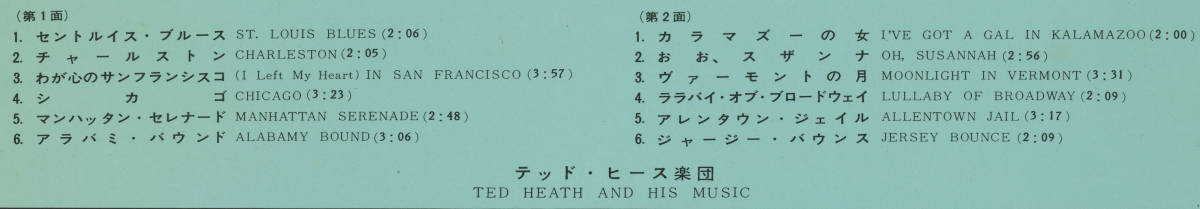 (第1面)
1. セントルイス・ブルース ST. LOUIS BLUES(2:06)
2. チャールストン CHARLESTON(2:05)
3. わが心のサンフランシスコ (I Left My Heart) IN SAN FRANCISCO(3:57)
4. シカゴ CHICAGO(3:23)
5. マンハッタン・セレナード MANHATTAN SERENADE(2:48)
6. アラバミ・バウンド ALABAMY BOUND(3:06)
(第2面)
1. カラマズーの女 I'VE GOT A GAL IN KALAMAZOO(2:00)
2. おお、スザンナ OH, SUSANNAH(2:56)
3. ヴァーモントの月 MOONLIGHT IN VERMONT(3:31)
4. ララバイ・オブ・ブロードウェイ LULLABY OF BROADWAY(2:09)
5. アレンタウン・ジェイル ALLENTOWN JAIL(3:17)
6. ジャージー・バウンス JERSEY BOUNCE(2:09)
テッド・ヒース楽団
TED HEATH AND HIS MUSIC